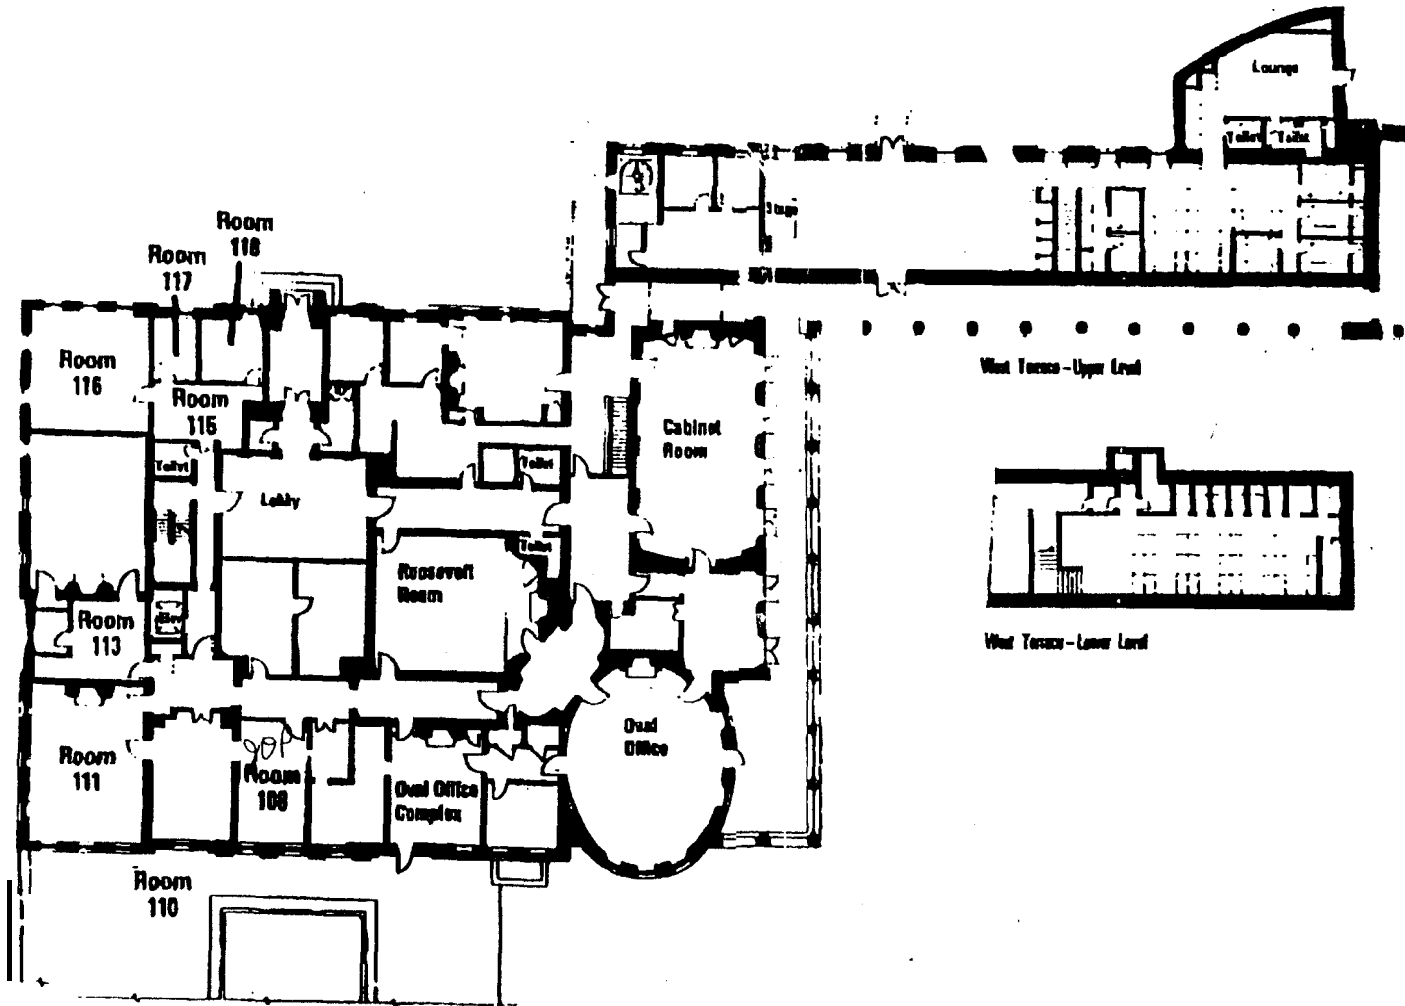 Lounge
Toilet
Toilet
Stage
Room
118
Room
117
Room
116
Room
115
Cabinet
Room
West Terrace-Upper Level
Toilet
Toilet
Lobby
Toilet
Roosevelt
Room
Elev
Room
113
West Terrace-Lower Level
Oval
Office
Room
111
Room
108
Oval Office
Complex
Room
110